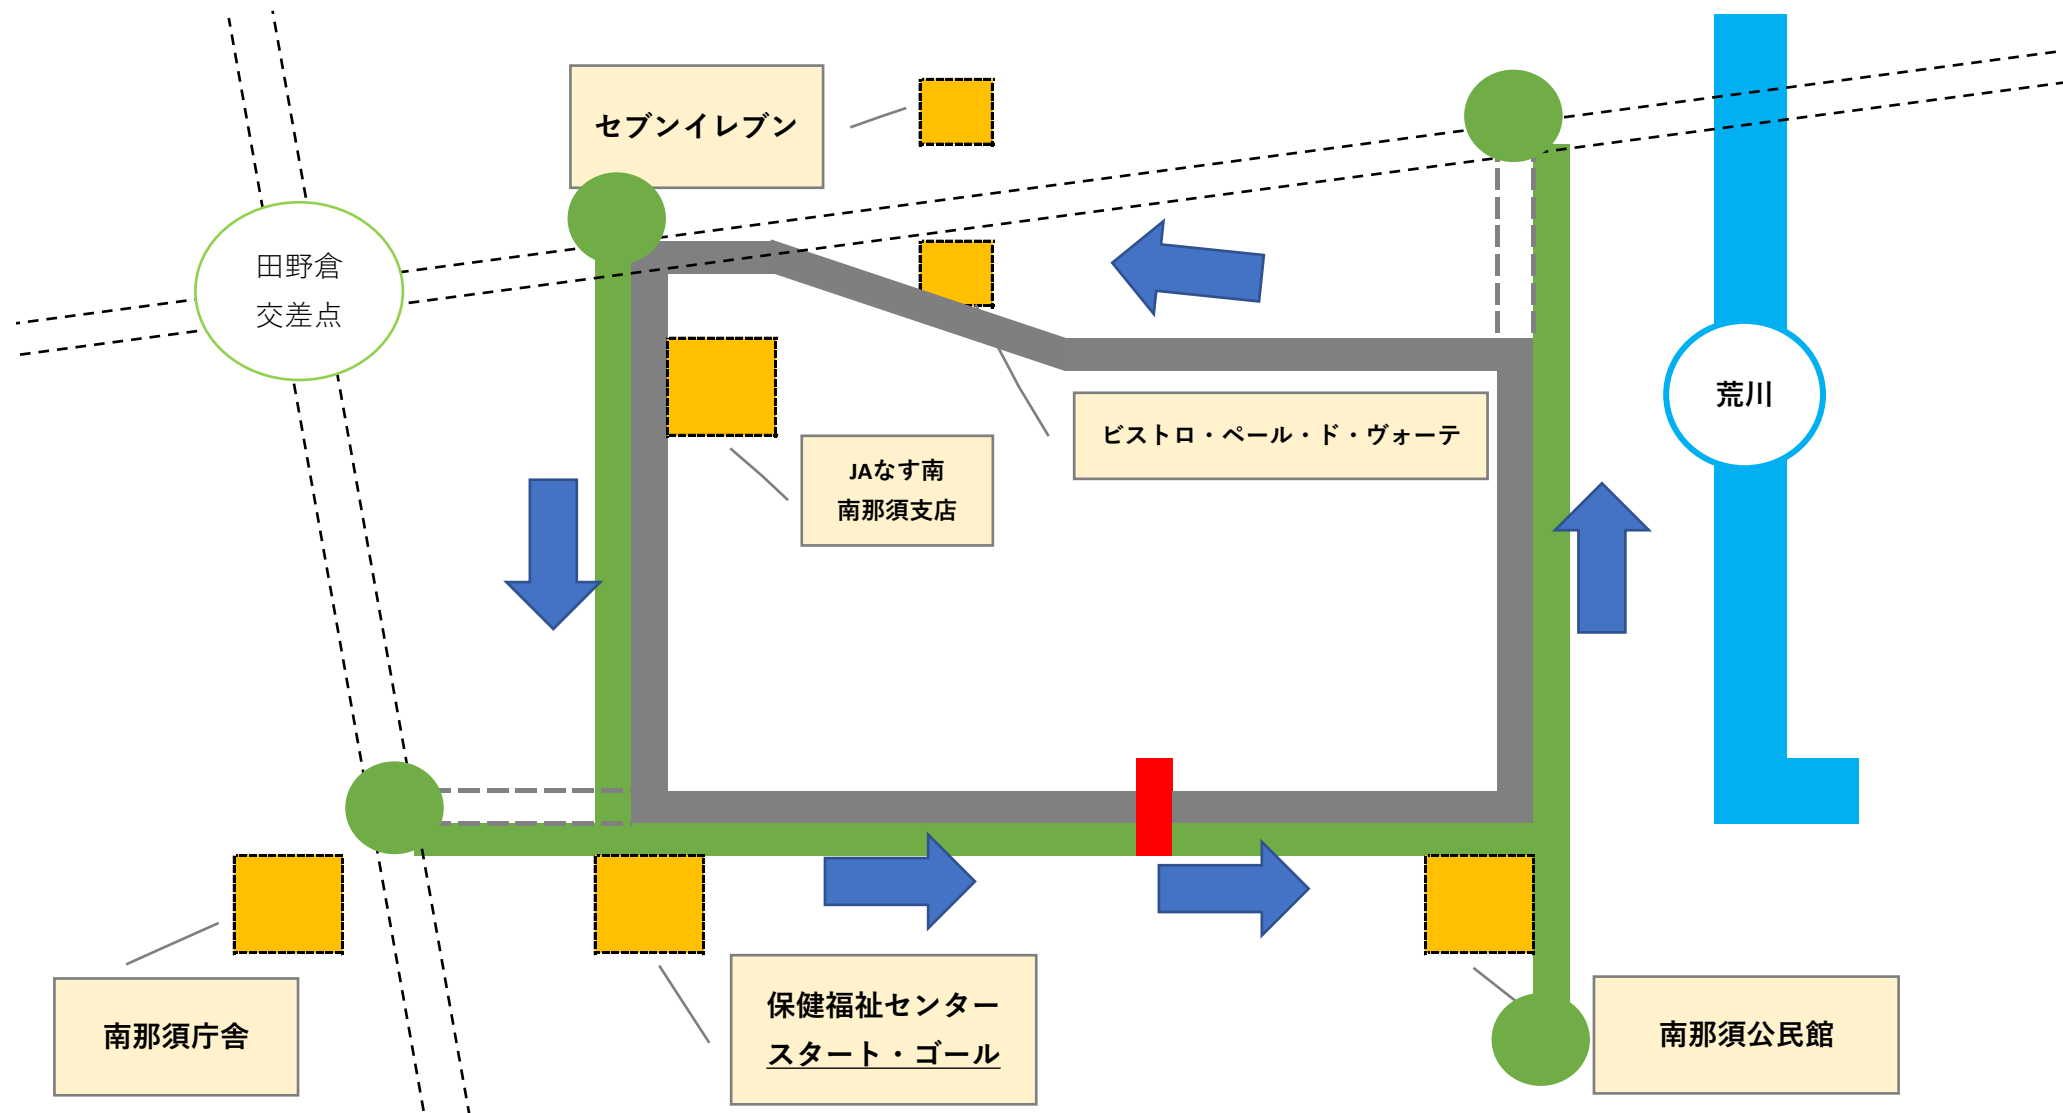 セブンイレブン
田野倉
交差点
荒川
ビストロ・ペール・ド・ヴォーテ
JAなす南
南那須支店
保健福祉センター
スタート・ゴール
南那須庁舎
南那須公民館